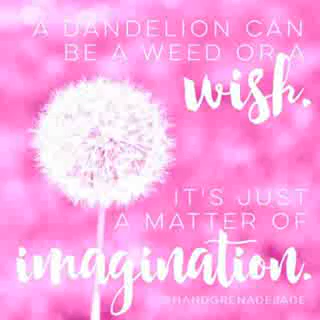 A DANDELION CAN
BE A WEED OR A
wish.
IT'S JUST
A MATTER OF
imagination.
@HANDGRENADEJADE